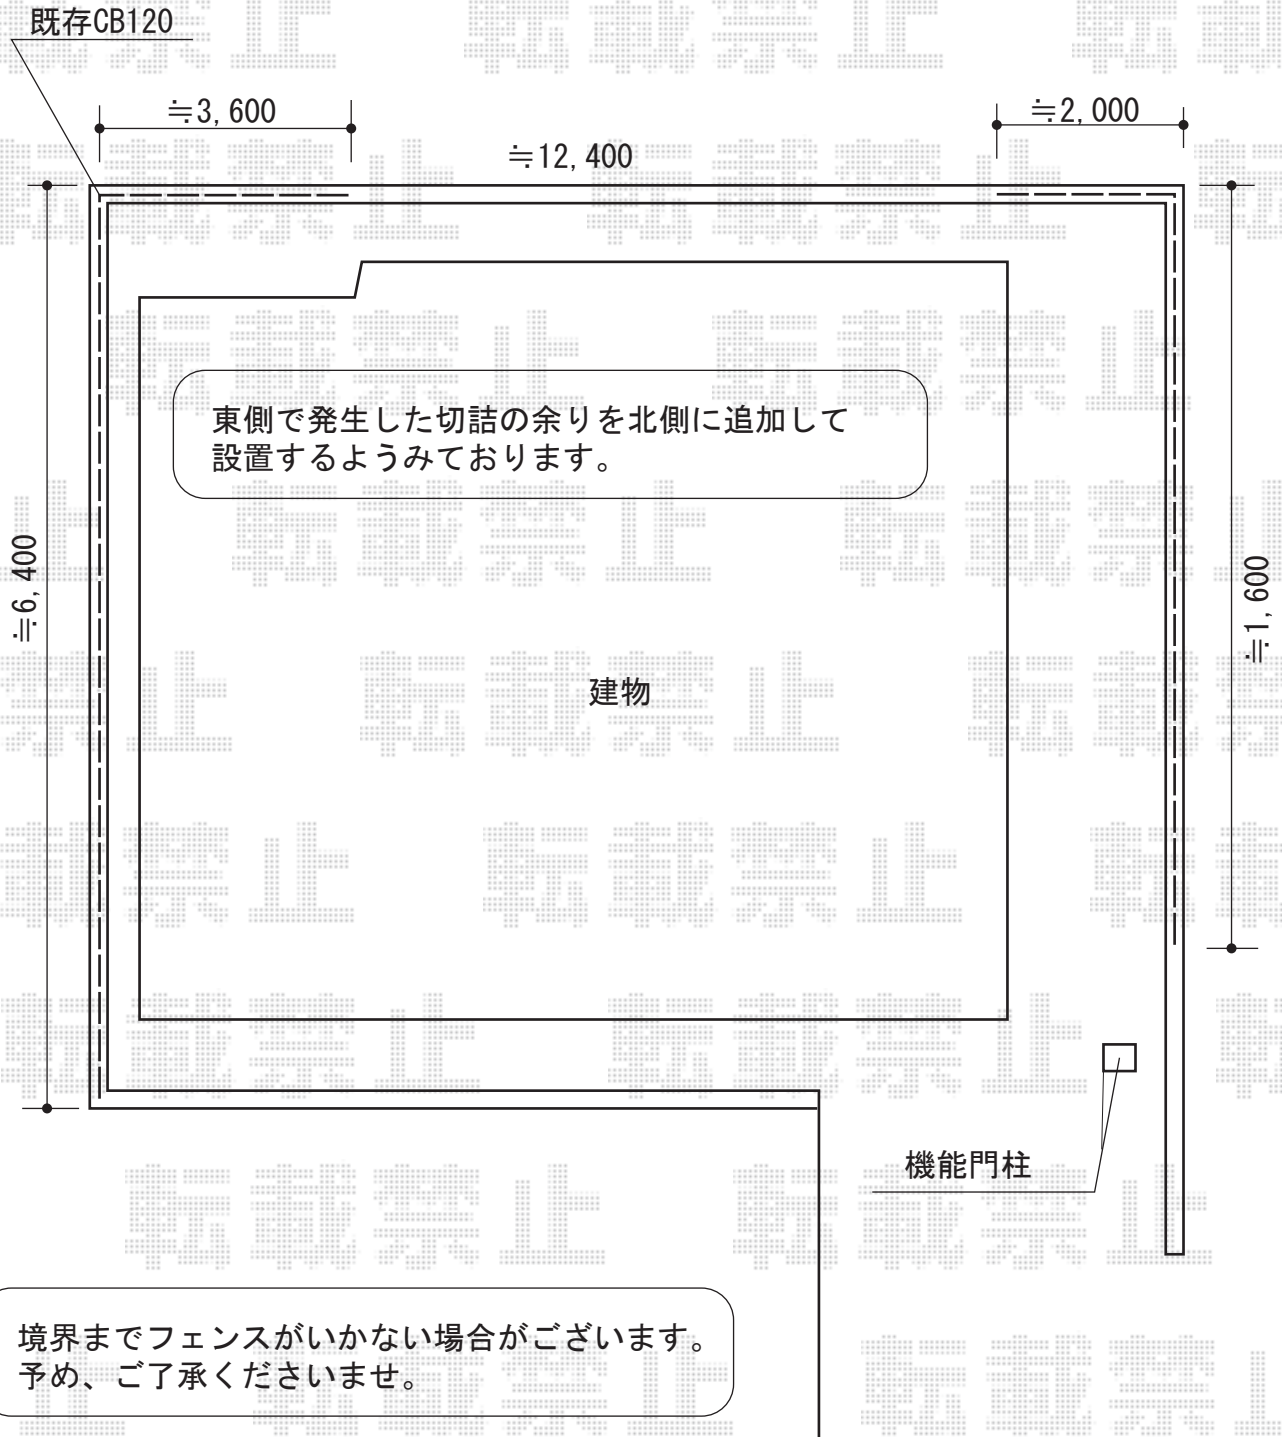 既存CB120
≒3,600
≒2,000
≒12,400
東側で発生した切詰の余りを北側に追加して
設置するようみております。
≒6,400
≒1,600
建物
機能門柱
境界までフェンスがいかない場合がございます。
予め、ご了承くださいませ。
転載禁止